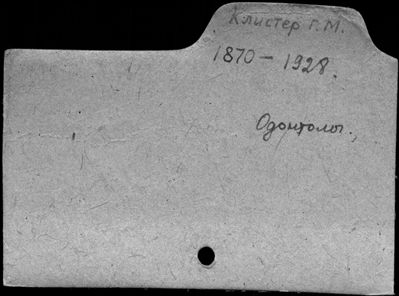 Клистер Г. М.
1870 – 1928.
Одонтолог.,